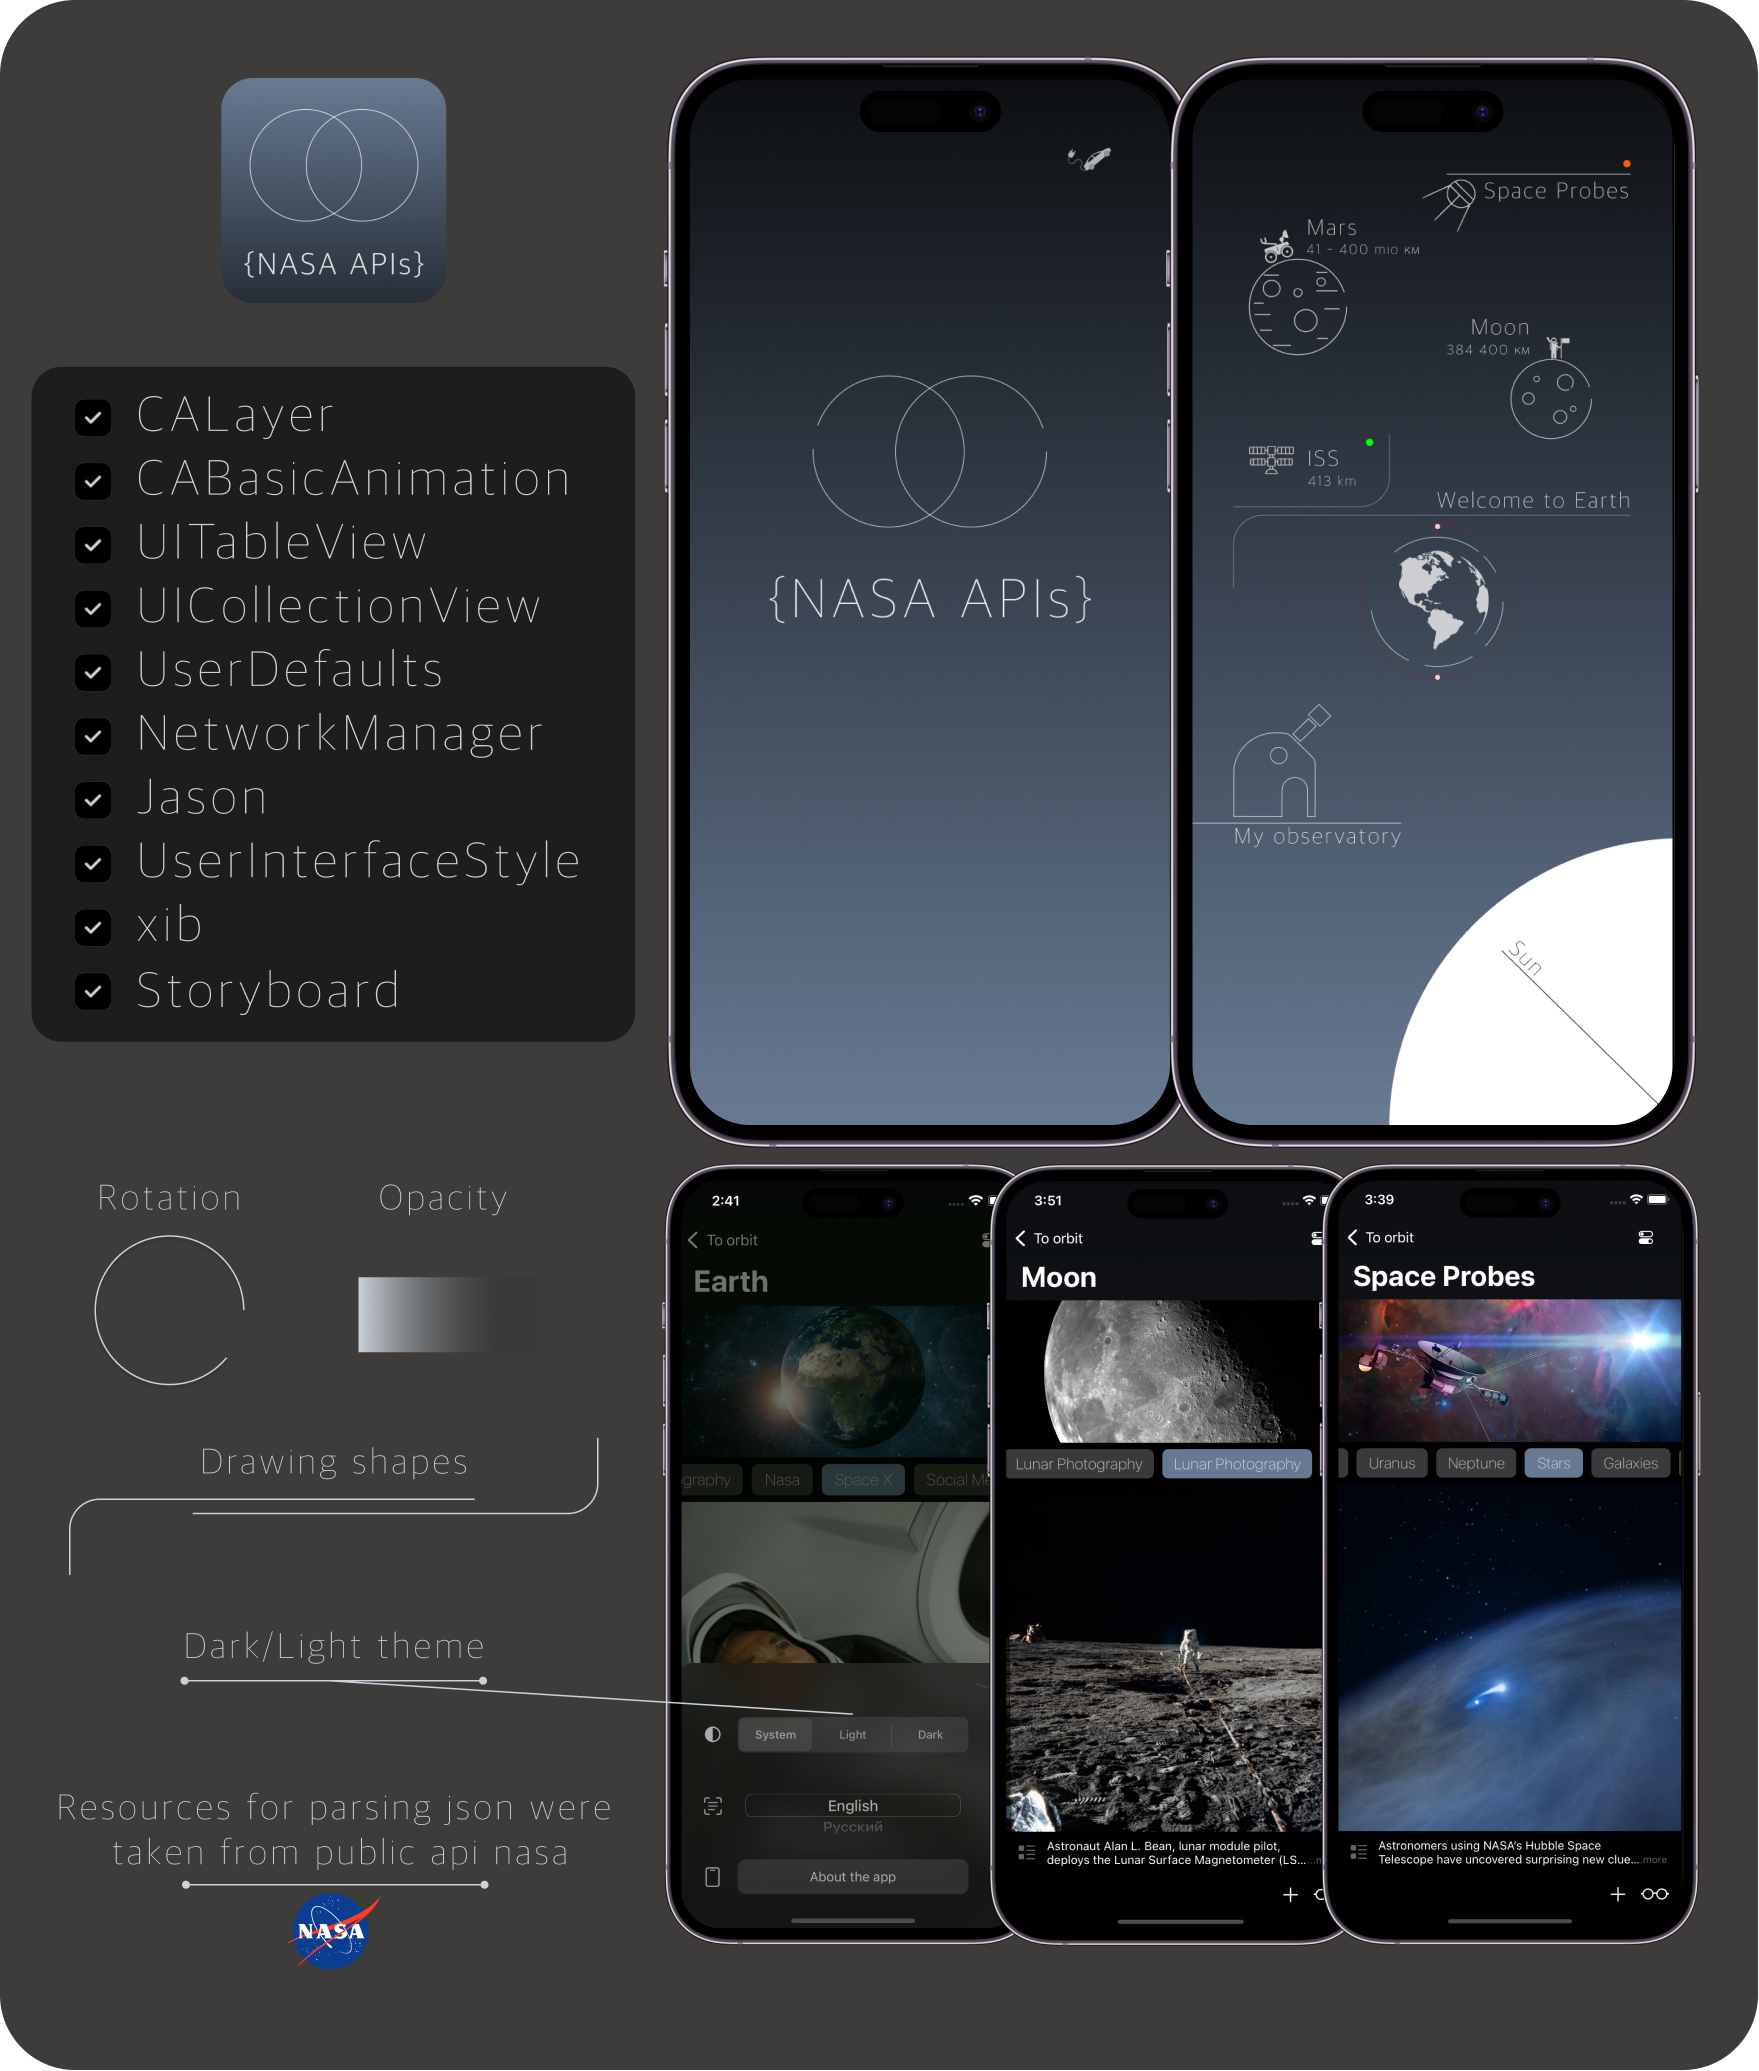 {NASA APIs}
CALayer
CABasicAnimation
UITableView
UICollectionView
UserDefaults
NetworkManager
Jason
UserInterfaceStyle
xib
Storyboard
{NASA APIs}
Space Probes
Mars
41 - 400 mio км
Moon
384 400 км
ISS
413 km
Welcome to Earth
My observatory
Sun
Rotation
Opacity
Drawing shapes
Dark/Light theme
Resources for parsing json were
taken from public api nasa
NASA
2:41
To orbit
Earth
ography Nasa Space X Social Me
System Light Dark
English
Русский
About the app
3:51
To orbit
Moon
Lunar Photography Lunar Photography
Astronaut Alan L. Bean, lunar module pilot,
deploys the Lunar Surface Magnetometer (LS... ...m
3:39
To orbit
Space Probes
Uranus Neptune Stars Galaxies
Astronomers using NASA's Hubble Space
Telescope have uncovered surprising new clue... ...more